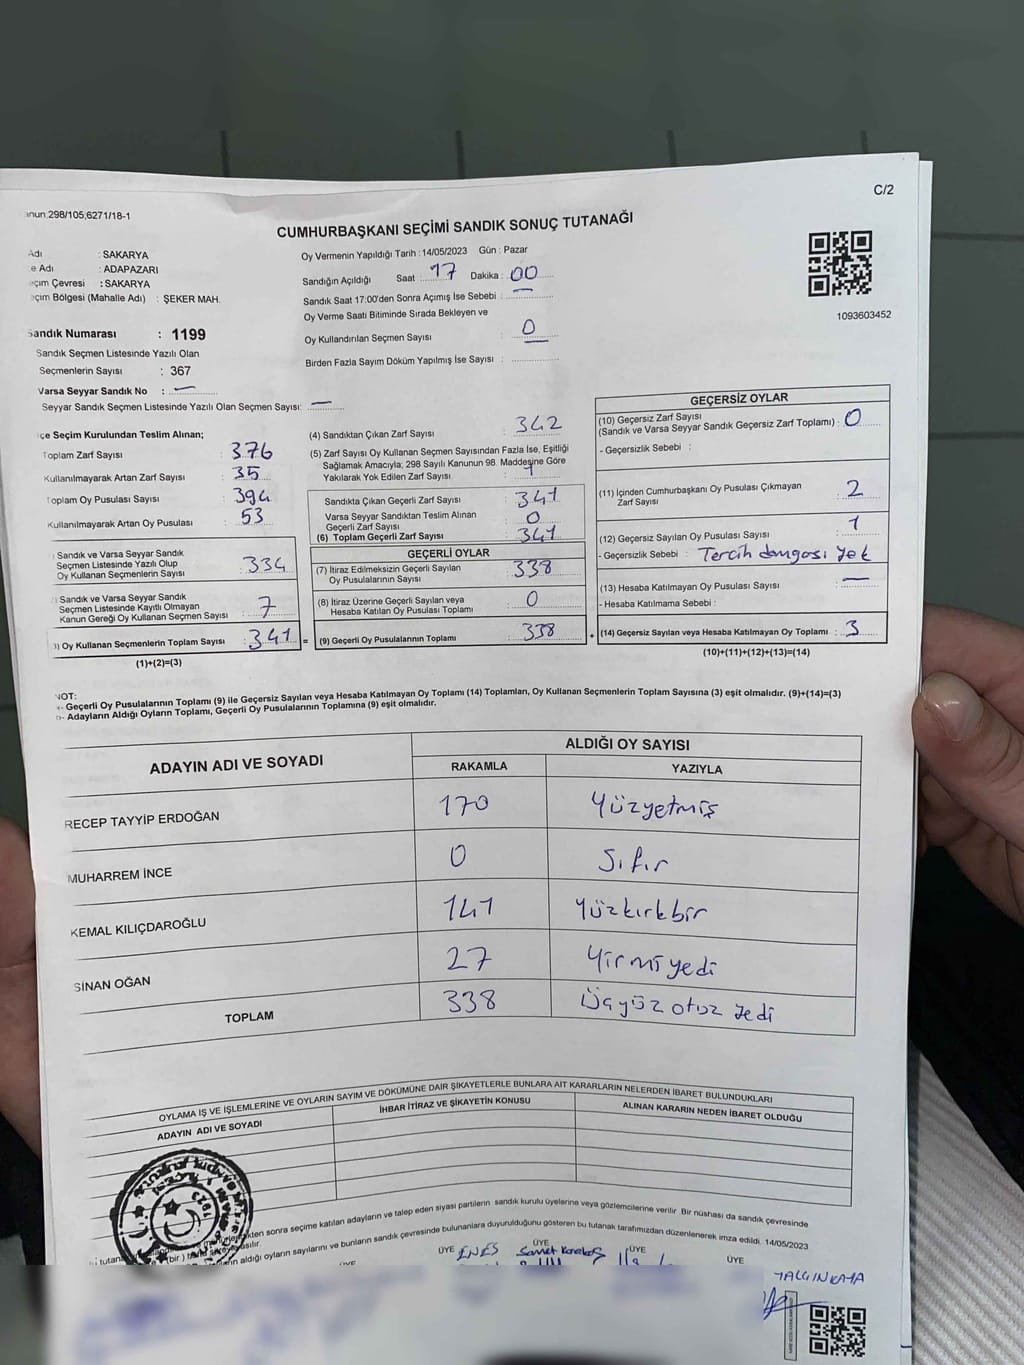 C/2
298/105,6271/18-1
CUMHURBAŞKANI SEÇİMİ SANDIK SONUÇ TUTANAĞI
Adı : SAKARYA
e Adı : ADAPAZARI
eçim Çevresi : SAKARYA
eçim Bölgesi (Mahalle Adı) : ŞEKER MAH.
Sandık Numarası : 1199
Sandık Seçmen Listesinde Yazılı Olan
Seçmenlerin Sayısı : 367
Varsa Seyyar Sandık No : —
Seyyar Sandık Seçmen Listesinde Yazılı Olan Seçmen Sayısı: —
Oy Vermenin Yapıldığı Tarih : 14/05/2023 Gün : Pazar
Sandığın Açıldığı Saat : 17 Dakika : 00
Sandık Saat 17:00'den Sonra Açımış İse Sebebi : —
Oy Verme Saati Bitiminde Sırada Bekleyen ve
Oy Kullandırılan Seçmen Sayısı : 0
Birden Fazla Sayım Döküm Yapılmış İse Sayısı : —
1093603452
çe Seçim Kurulundan Teslim Alınan;
Toplam Zarf Sayısı : 376
Kullanılmayarak Artan Zarf Sayısı : 35
Toplam Oy Pusulası Sayısı : 394
Kullanılmayarak Artan Oy Pusulası : 53
) Sandık ve Varsa Seyyar Sandık
Seçmen Listesinde Yazılı Olup
Oy Kullanan Seçmenlerin Sayısı : 334
) Sandık ve Varsa Seyyar Sandık
Seçmen Listesinde Kayıtlı Olmayan
Kanun Gereği Oy Kullanan Seçmen Sayısı : 7
) Oy Kullanan Seçmenlerin Toplam Sayısı : 341 =
(1)+(2)=(3)
(4) Sandıktan Çıkan Zarf Sayısı : 342
(5) Zarf Sayısı Oy Kullanan Seçmen Sayısından Fazla İse, Eşitliği
Sağlamak Amacıyla; 298 Sayılı Kanunun 98. Maddesine Göre
Yakılarak Yok Edilen Zarf Sayısı : 1
Sandıkta Çıkan Geçerli Zarf Sayısı : 341
Varsa Seyyar Sandıktan Teslim Alınan
Geçerli Zarf Sayısı : 0
(6) Toplam Geçerli Zarf Sayısı : 341
GEÇERLİ OYLAR
(7) İtiraz Edilmeksizin Geçerli Sayılan
Oy Pusulalarının Sayısı : 338
(8) İtiraz Üzerine Geçerli Sayılan veya
Hesaba Katılan Oy Pusulası Toplamı : 0
(9) Geçerli Oy Pusulalarının Toplamı : 338 +
GEÇERSİZ OYLAR
(10) Geçersiz Zarf Sayısı
(Sandık ve Varsa Seyyar Sandık Geçersiz Zarf Toplamı) : 0
- Geçersizlik Sebebi :
(11) İçinden Cumhurbaşkanı Oy Pusulası Çıkmayan
Zarf Sayısı : 2
(12) Geçersiz Sayılan Oy Pusulası Sayısı : 1
- Geçersizlik Sebebi : Tercih damgası yok
(13) Hesaba Katılmayan Oy Pusulası Sayısı : —
- Hesaba Katılmama Sebebi :
(14) Geçersiz Sayılan veya Hesaba Katılmayan Oy Toplamı : 3
(10)+(11)+(12)+(13)=(14)
NOT:
- Geçerli Oy Pusulalarının Toplamı (9) ile Geçersiz Sayılan veya Hesaba Katılmayan Oy Toplamı (14) Toplamları, Oy Kullanan Seçmenlerin Toplam Sayısına (3) eşit olmalıdır. (9)+(14)=(3)
- Adayların Aldığı Oyların Toplamı, Geçerli Oy Pusulalarının Toplamına (9) eşit olmalıdır.
ADAYIN ADI VE SOYADI
ALDIĞI OY SAYISI
RAKAMLA YAZIYLA
RECEP TAYYİP ERDOĞAN 170 Yüzyetmiş
MUHARREM İNCE 0 Sıfır
KEMAL KILIÇDAROĞLU 141 Yüzkırkbir
SİNAN OĞAN 27 Yirmiyedi
TOPLAM 338 Üçyüz otuz yedi
OYLAMA İŞ VE İŞLEMLERİNE VE OYLARIN SAYIM VE DÖKÜMÜNE DAİR ŞİKAYETLERLE BUNLARA AİT KARARLARIN NELERDEN İBARET BULUNDUKLARI
ADAYIN ADI VE SOYADI İHBAR İTİRAZ VE ŞİKAYETİN KONUSU ALINAN KARARIN NEDEN İBARET OLDUĞU
sonra seçime katılan adayların ve talep eden siyasi partilerin sandık kurulu üyelerine veya gözlemcilerine verilir. Bir nüshası da sandık çevresinde
(bir)
aldığı oyların sayılarını ve bunların sandık çevresinde bulunanlara duyurulduğunu gösteren bu tutanak tarafımızdan düzenlenerek imza edildi. 14/05/2023
1923
ÜYE ÜYE ÜYE ÜYE
ENES Samet
YALÇINKAYA